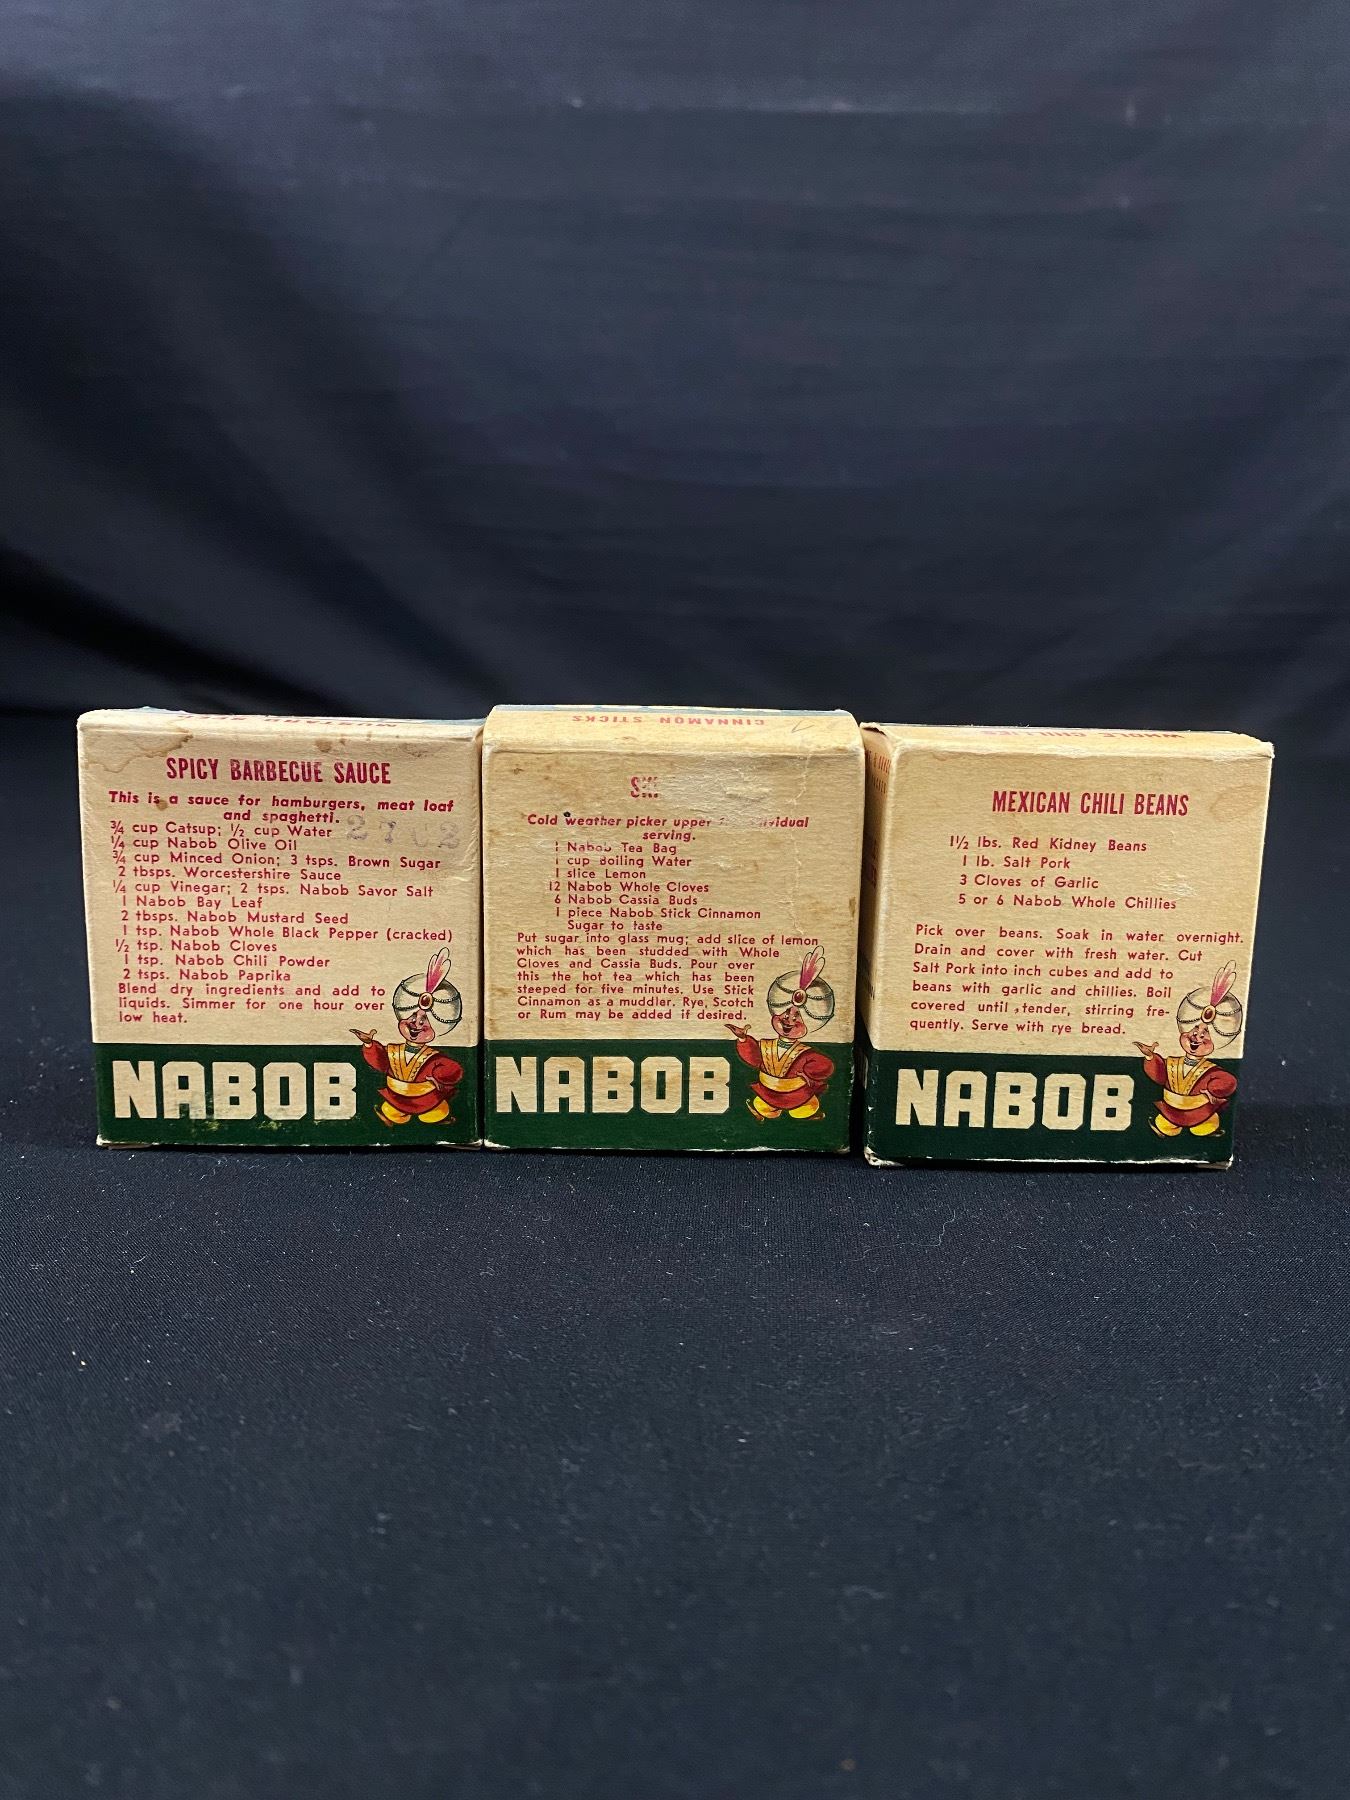 MUSTARD SEED
SPICY BARBECUE SAUCE
This is a sauce for hamburgers, meat loaf
and spaghetti.
¾ cup Catsup; ½ cup Water
¼ cup Nabob Olive Oil
¾ cup Minced Onion; 3 tsps. Brown Sugar
2 tbsps. Worcestershire Sauce
¼ cup Vinegar; 2 tsps. Nabob Savor Salt
1 Nabob Bay Leaf
2 tbsps. Nabob Mustard Seed
1 tsp. Nabob Whole Black Pepper (cracked)
½ tsp. Nabob Cloves
1 tsp. Nabob Chili Powder
2 tsps. Nabob Paprika
Blend dry ingredients and add to
liquids. Simmer for one hour over
low heat.
NABOB
CINNAMON STICKS
Cold weather picker upper
serving.
1 Nabob Tea Bag
1 cup Boiling Water
1 slice Lemon
12 Nabob Whole Cloves
6 Nabob Cassia Buds
1 piece Nabob Stick Cinnamon
Sugar to taste
Put sugar into glass mug; add slice of lemon
which has been studded with Whole
Cloves and Cassia Buds. Pour over
this the hot tea which has been
steeped for five minutes. Use Stick
Cinnamon as a muddler. Rye, Scotch
or Rum may be added if desired.
NABOB
WHOLE CHILLIES
MEXICAN CHILI BEANS
1½ lbs. Red Kidney Beans
1 lb. Salt Pork
3 Cloves of Garlic
5 or 6 Nabob Whole Chillies
Pick over beans. Soak in water overnight.
Drain and cover with fresh water. Cut
Salt Pork into inch cubes and add to
beans with garlic and chillies. Boil
covered until tender, stirring fre-
quently. Serve with rye bread.
NABOB